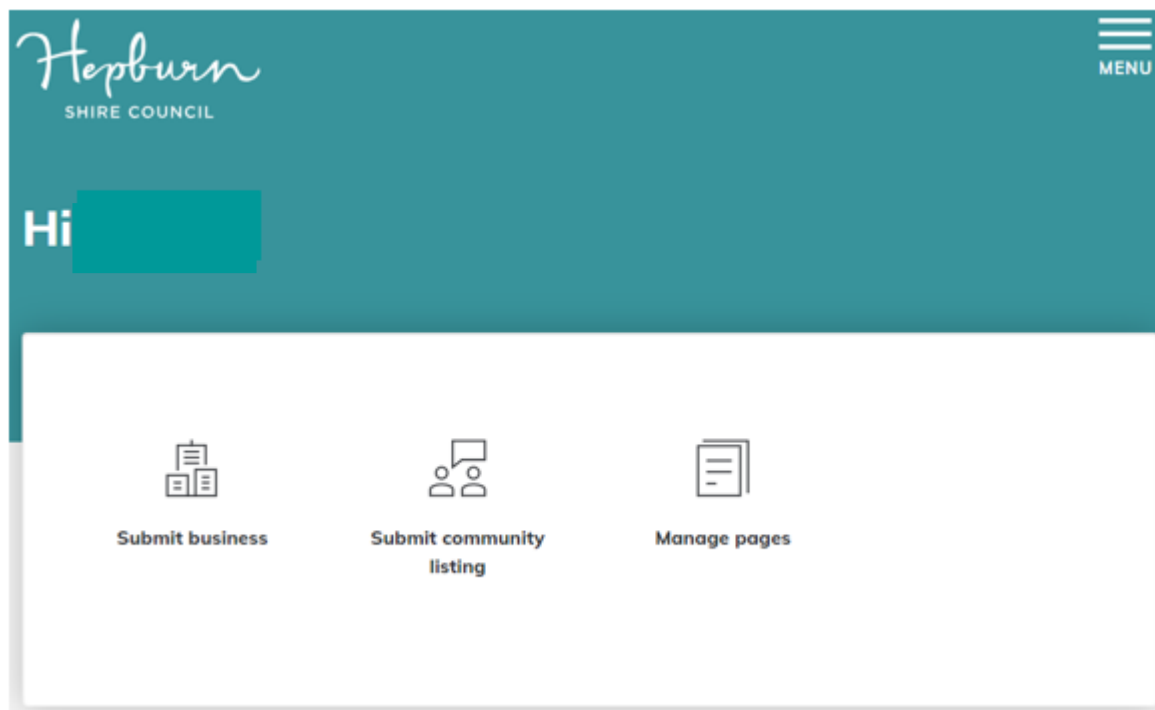 Hepburn
SHIRE COUNCIL
MENU
Hi
Submit business
Submit community
listing
Manage pages